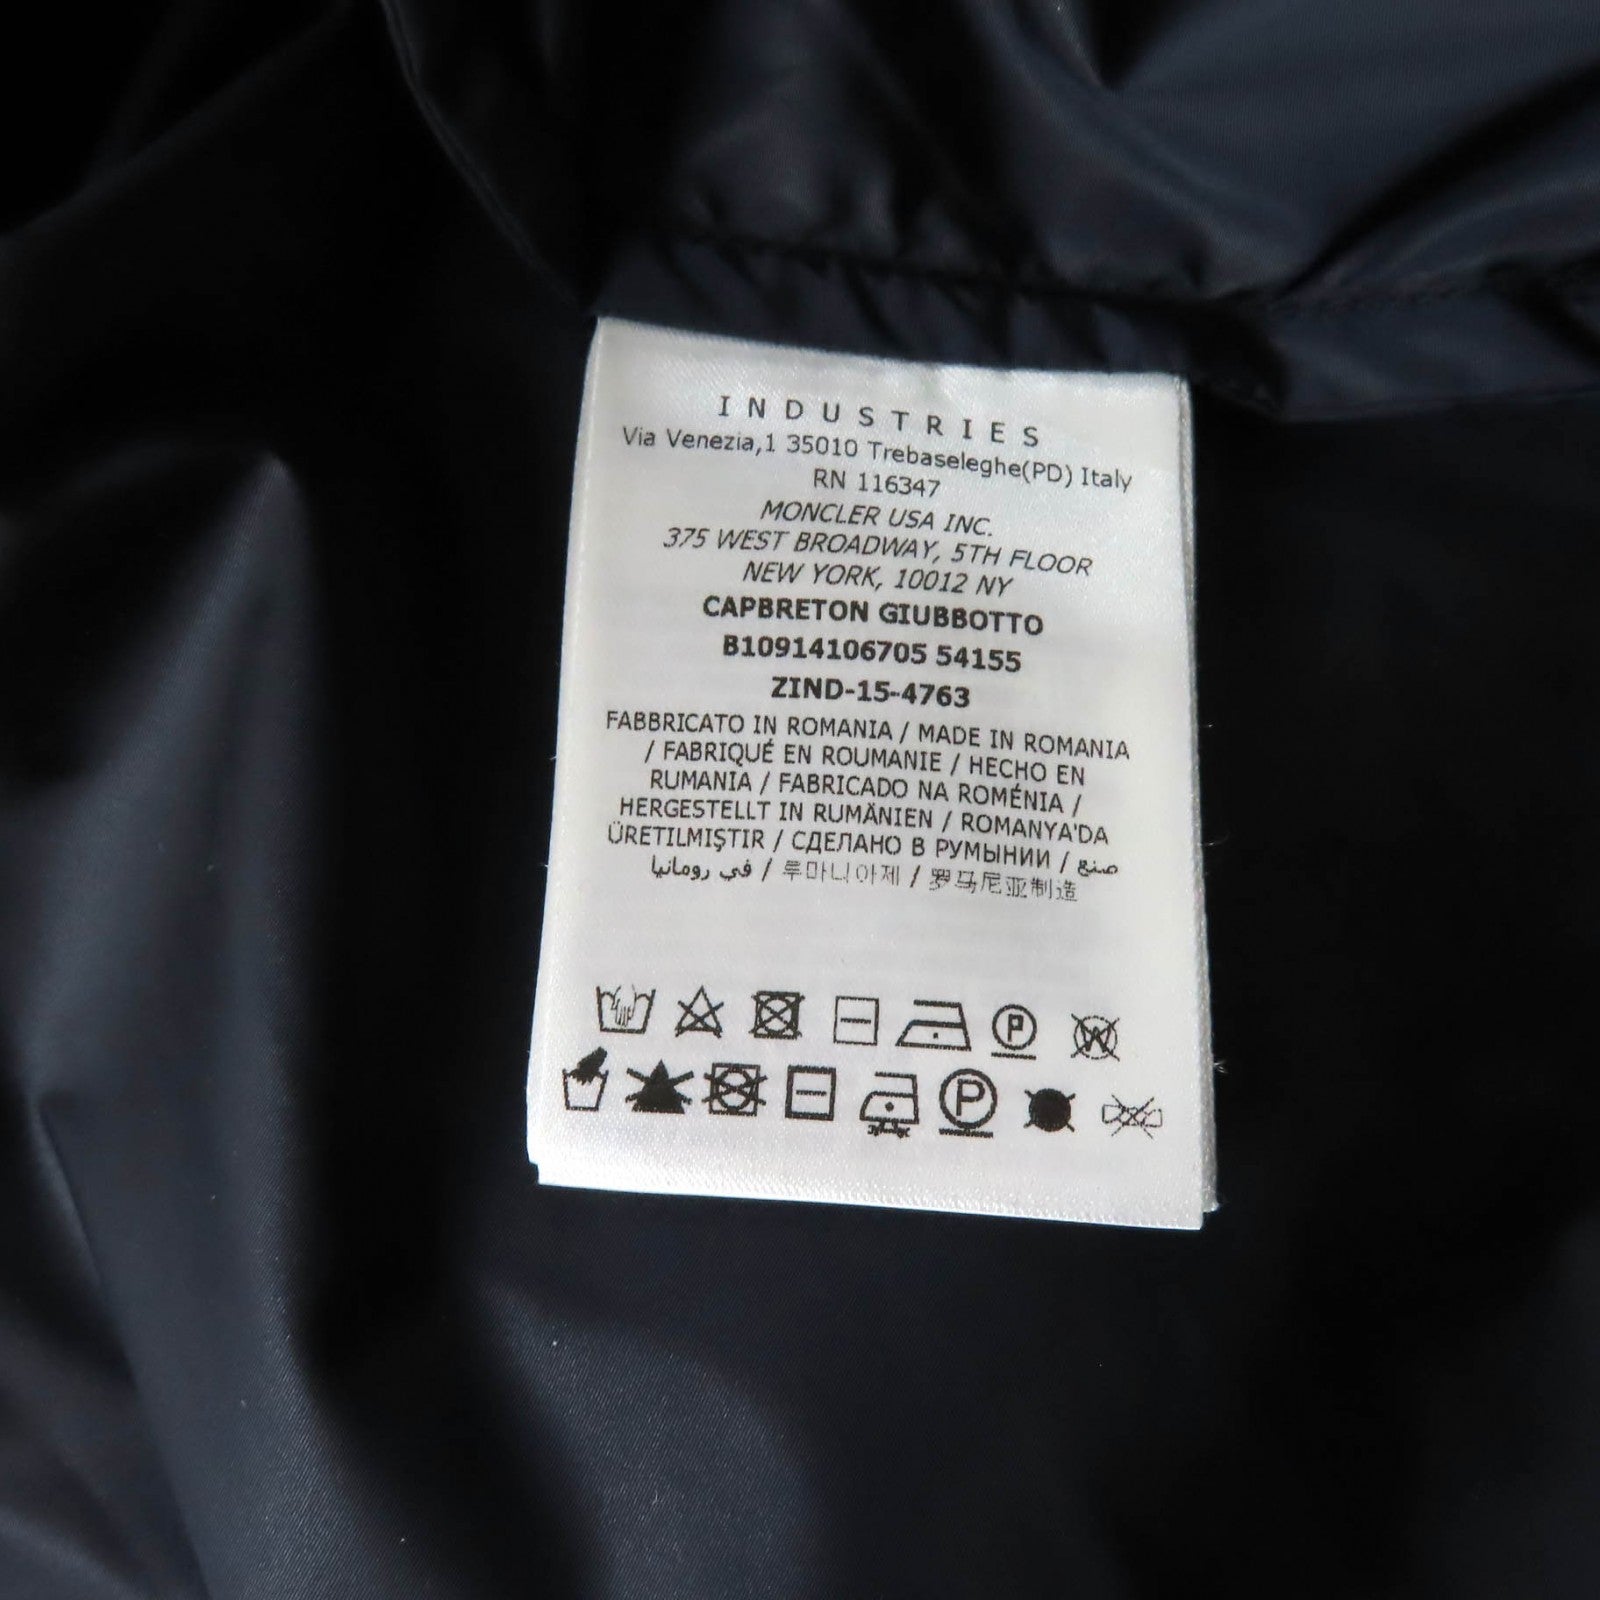 INDUSTRIES
Via Venezia,1 35010 Trebaseleghe(PD) Italy
RN 116347
MONCLER USA INC.
375 WEST BROADWAY, 5TH FLOOR
NEW YORK, 10012 NY
CAPBRETON GIUBBOTTO
B10914106705 54155
ZIND-15-4763
FABBRICATO IN ROMANIA / MADE IN ROMANIA
/ FABRIQUÉ EN ROUMANIE / HECHO EN
RUMANIA / FABRICADO NA ROMÉNIA /
HERGESTELLT IN RUMÄNIEN / ROMANYA'DA
ÜRETILMIŞTIR / СДЕЛАНО В РУМЫНИИ / صنع
في رومانيا / 루마니아제 / 罗马尼亚制造
P W
P